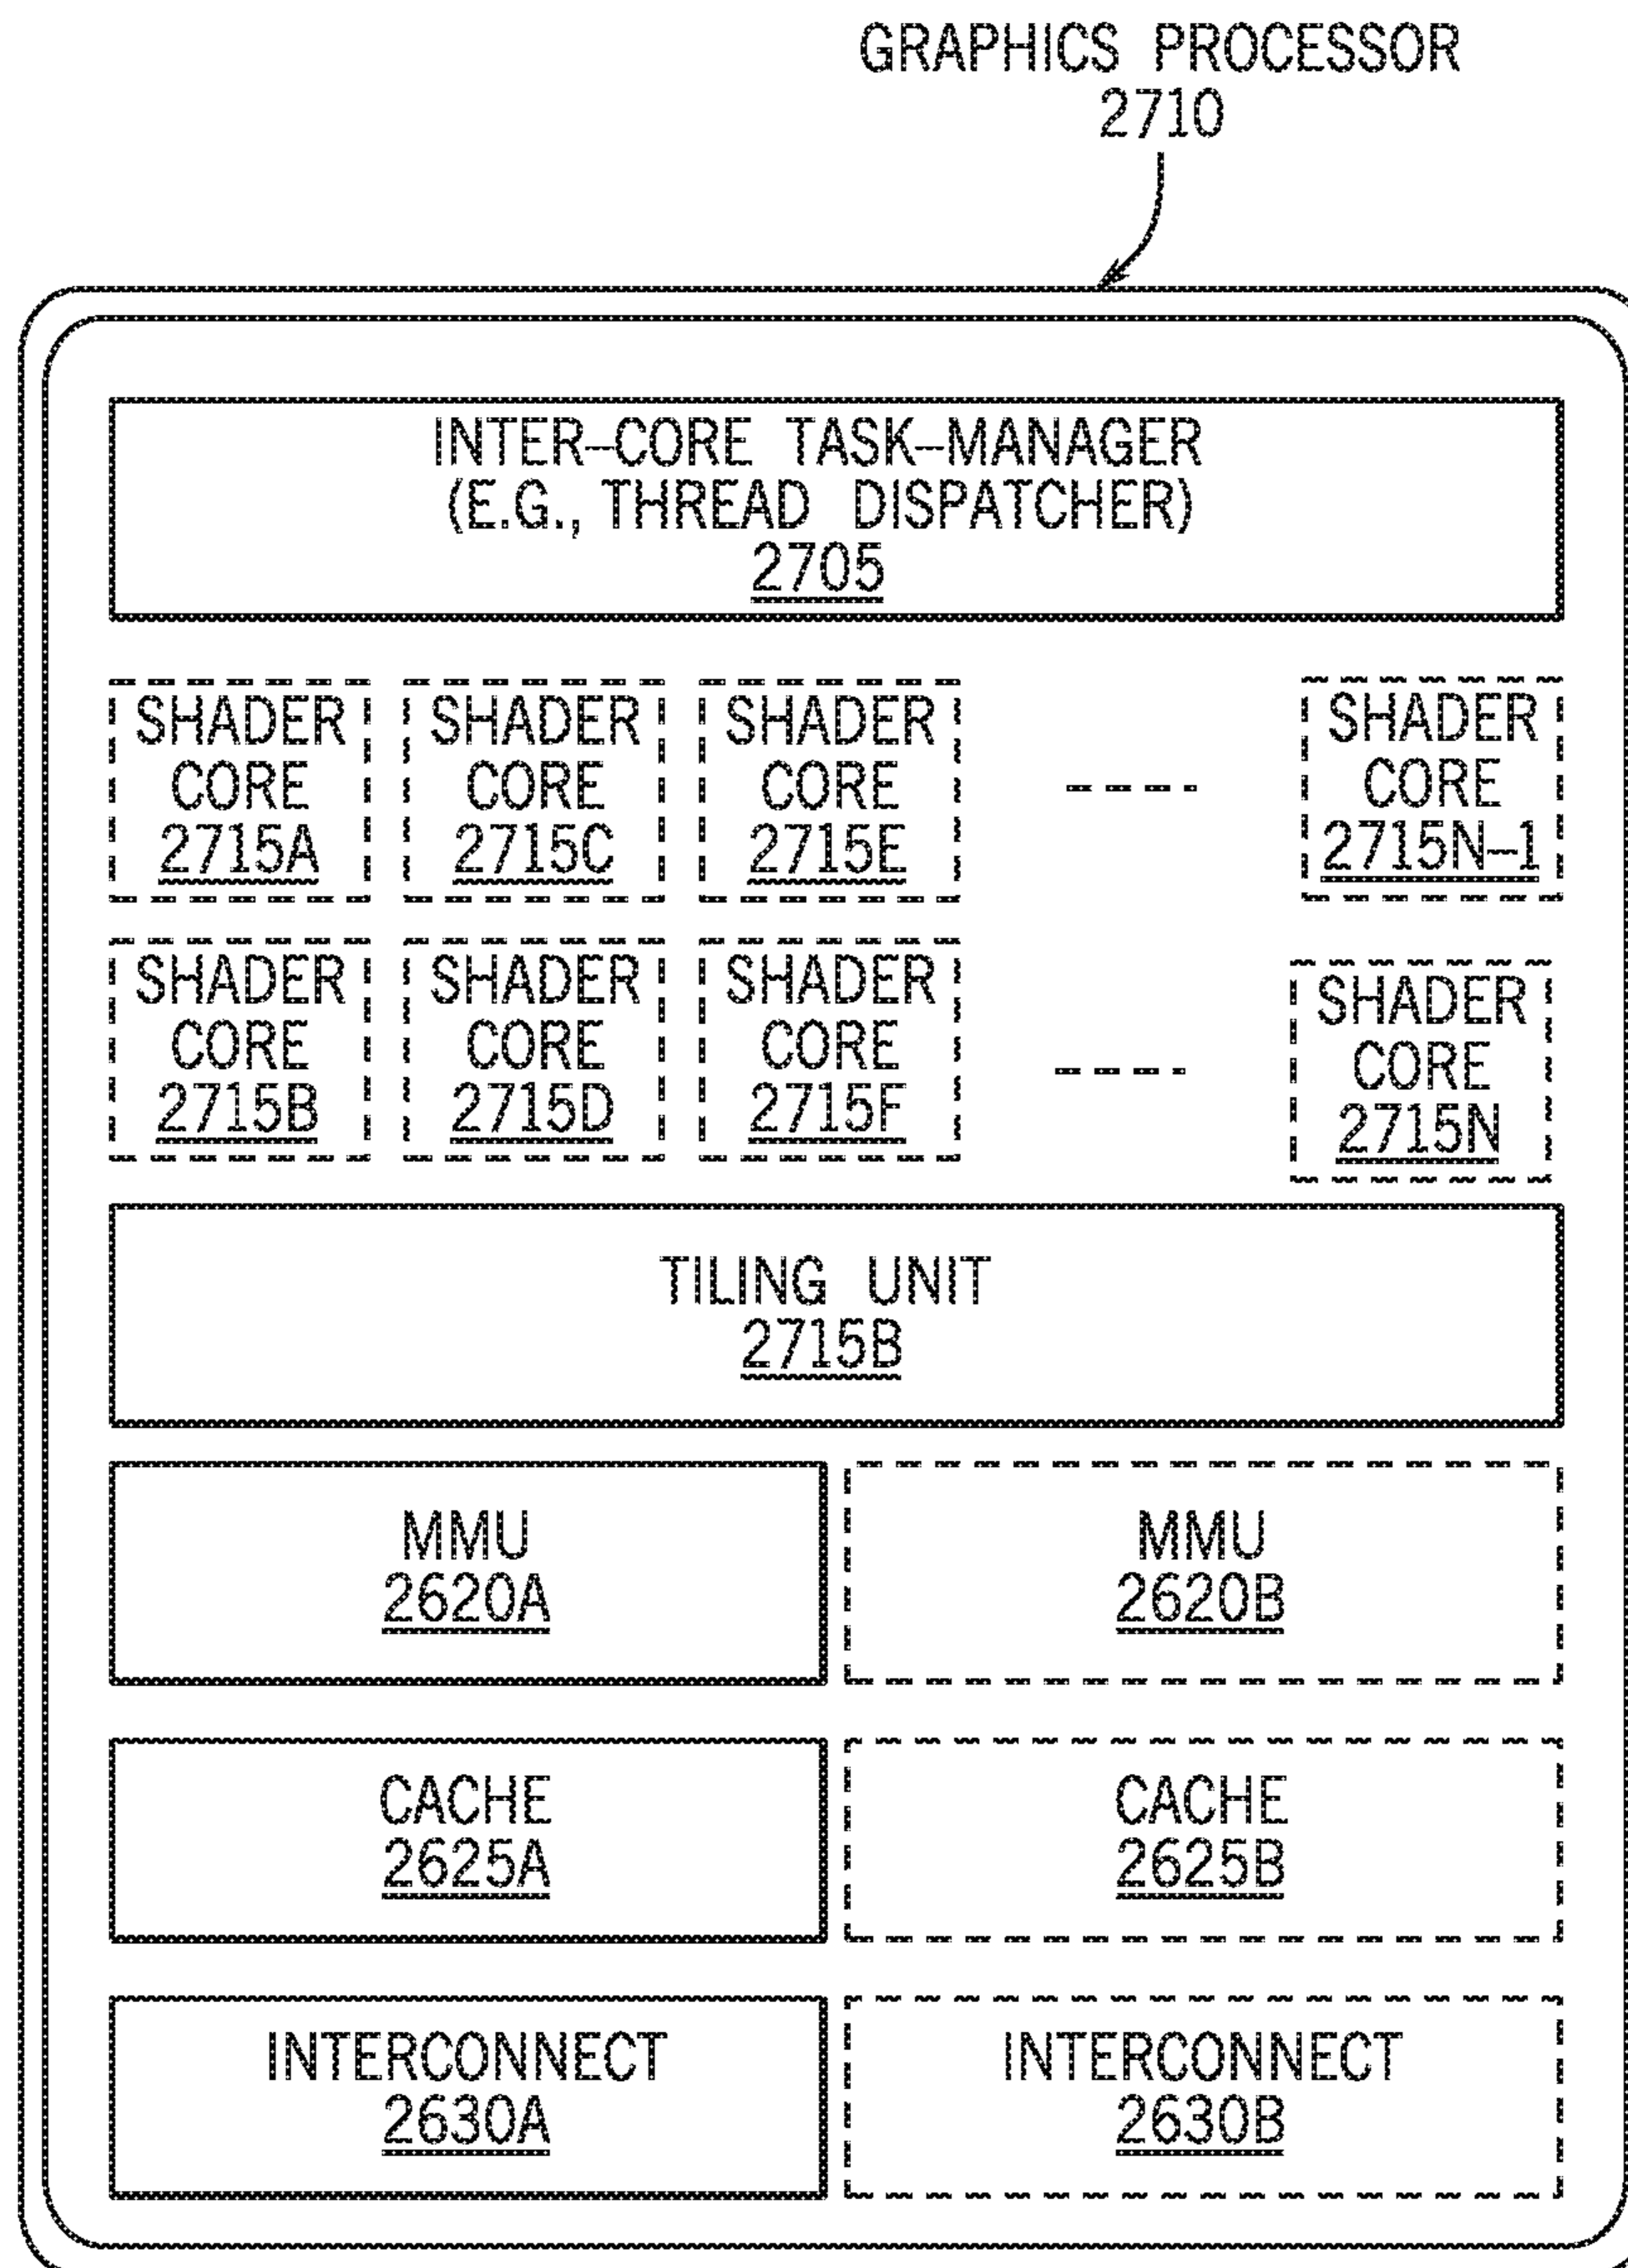 GRAPHICS PROCESSOR
2710
INTER-CORE TASK-MANAGER
(E.G., THREAD DISPATCHER)
2705
SHADER CORE 2715A
SHADER CORE 2715C
SHADER CORE 2715E
SHADER CORE 2715N-1
SHADER CORE 2715B
SHADER CORE 2715D
SHADER CORE 2715F
SHADER CORE 2715N
TILING UNIT
2715B
MMU
2620A
MMU
2620B
CACHE
2625A
CACHE
2625B
INTERCONNECT
2630A
INTERCONNECT
2630B